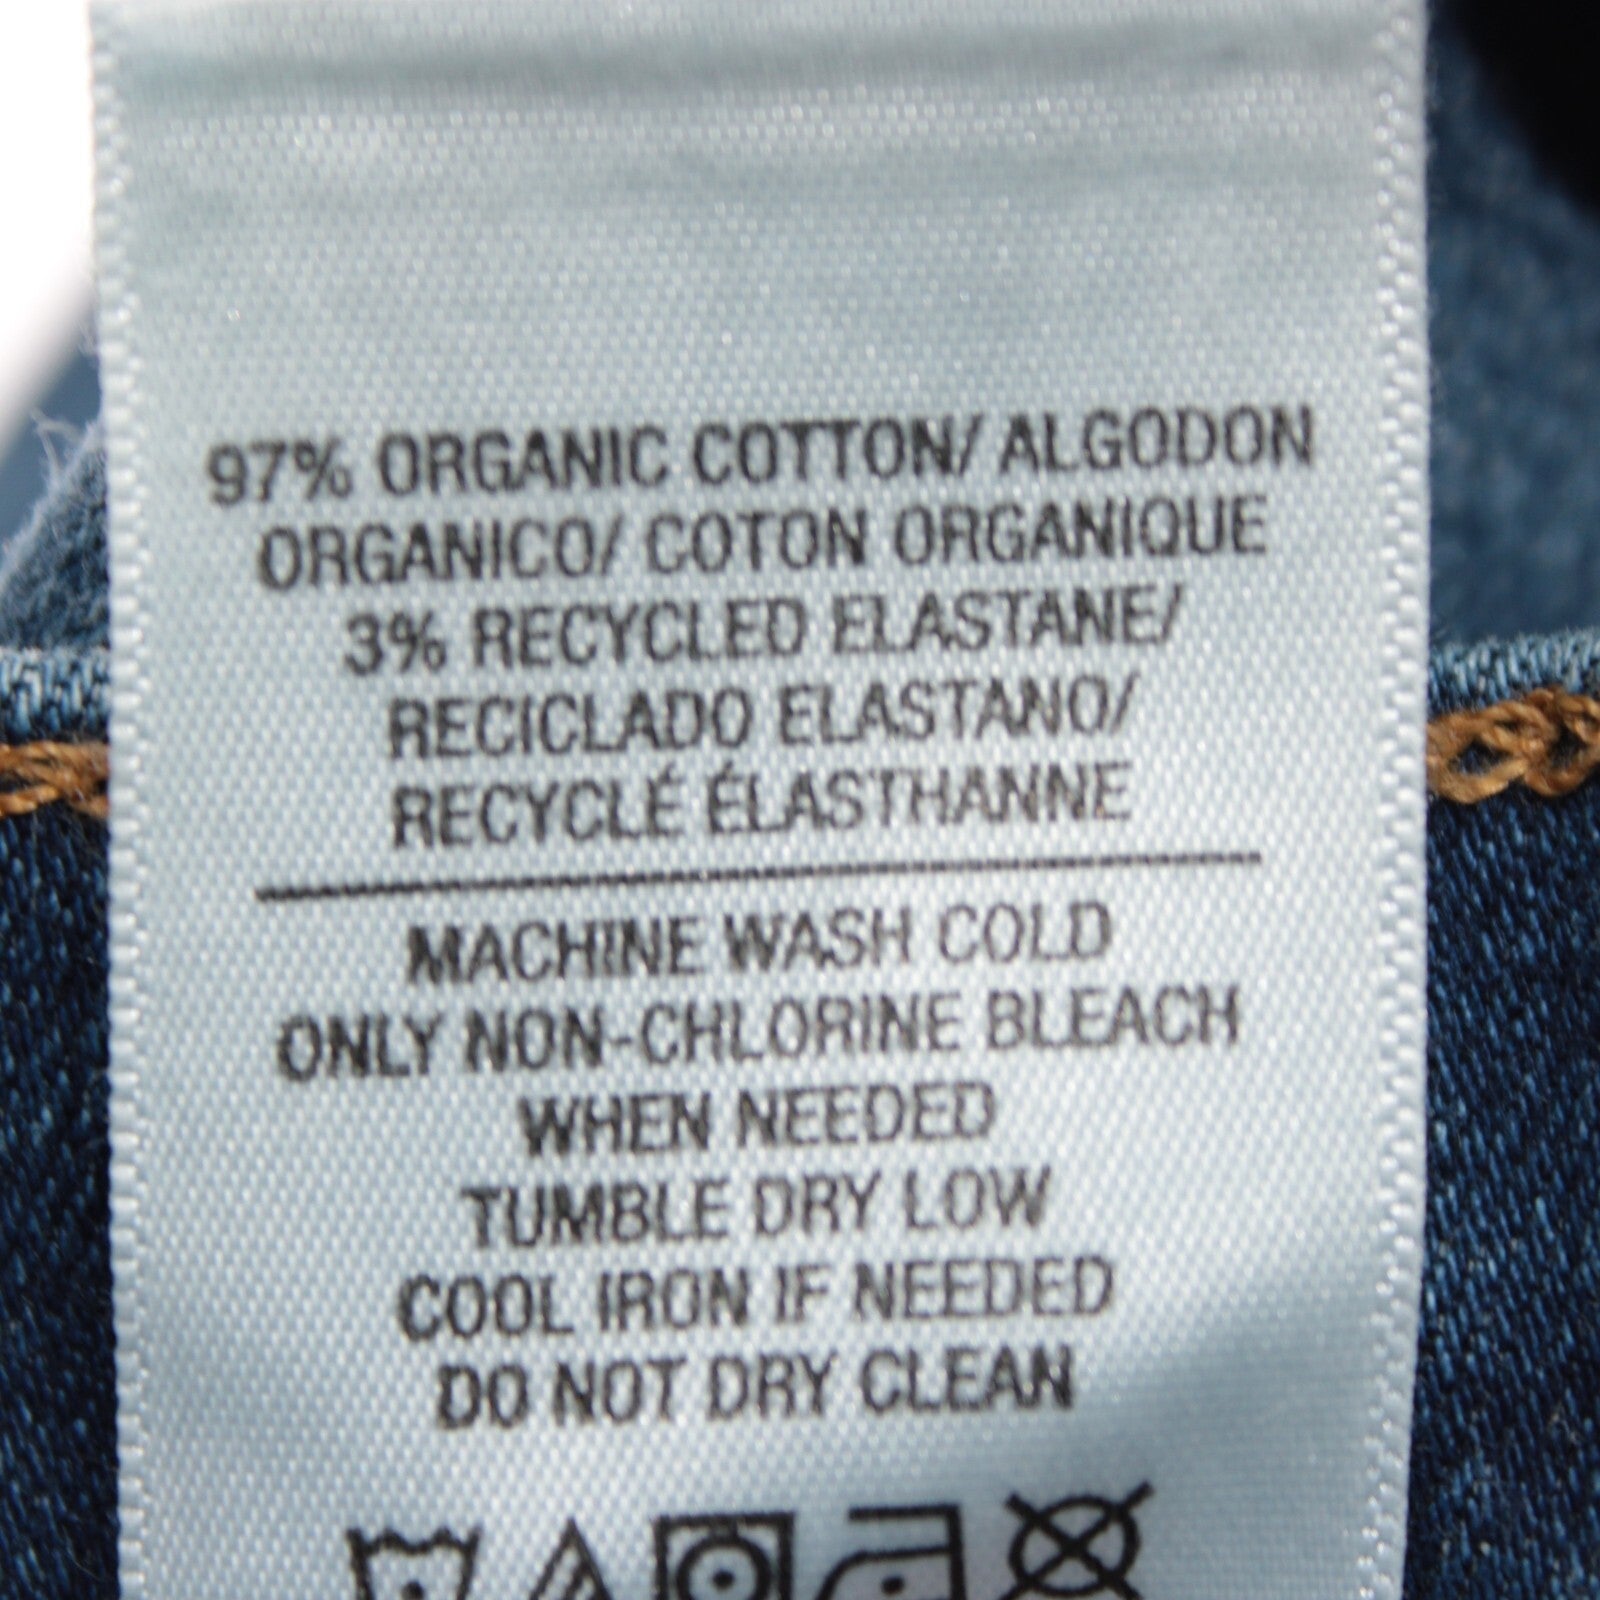 97% ORGANIC COTTON/ ALGODON
ORGANICO/ COTON ORGANIQUE
3% RECYCLED ELASTANE/
RECICLADO ELASTANO/
RECYCLÉ ÉLASTHANNE
MACHINE WASH COLD
ONLY NON-CHLORINE BLEACH
WHEN NEEDED
TUMBLE DRY LOW
COOL IRON IF NEEDED
DO NOT DRY CLEAN